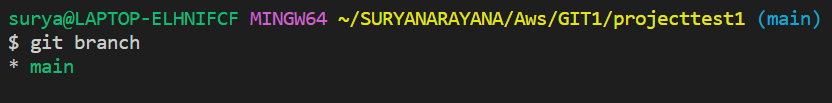 surya@LAPTOP-ELHNIFCF MINGW64 ~/SURYANARAYANA/Aws/GIT1/projecttest1 (main)
$ git branch
* main